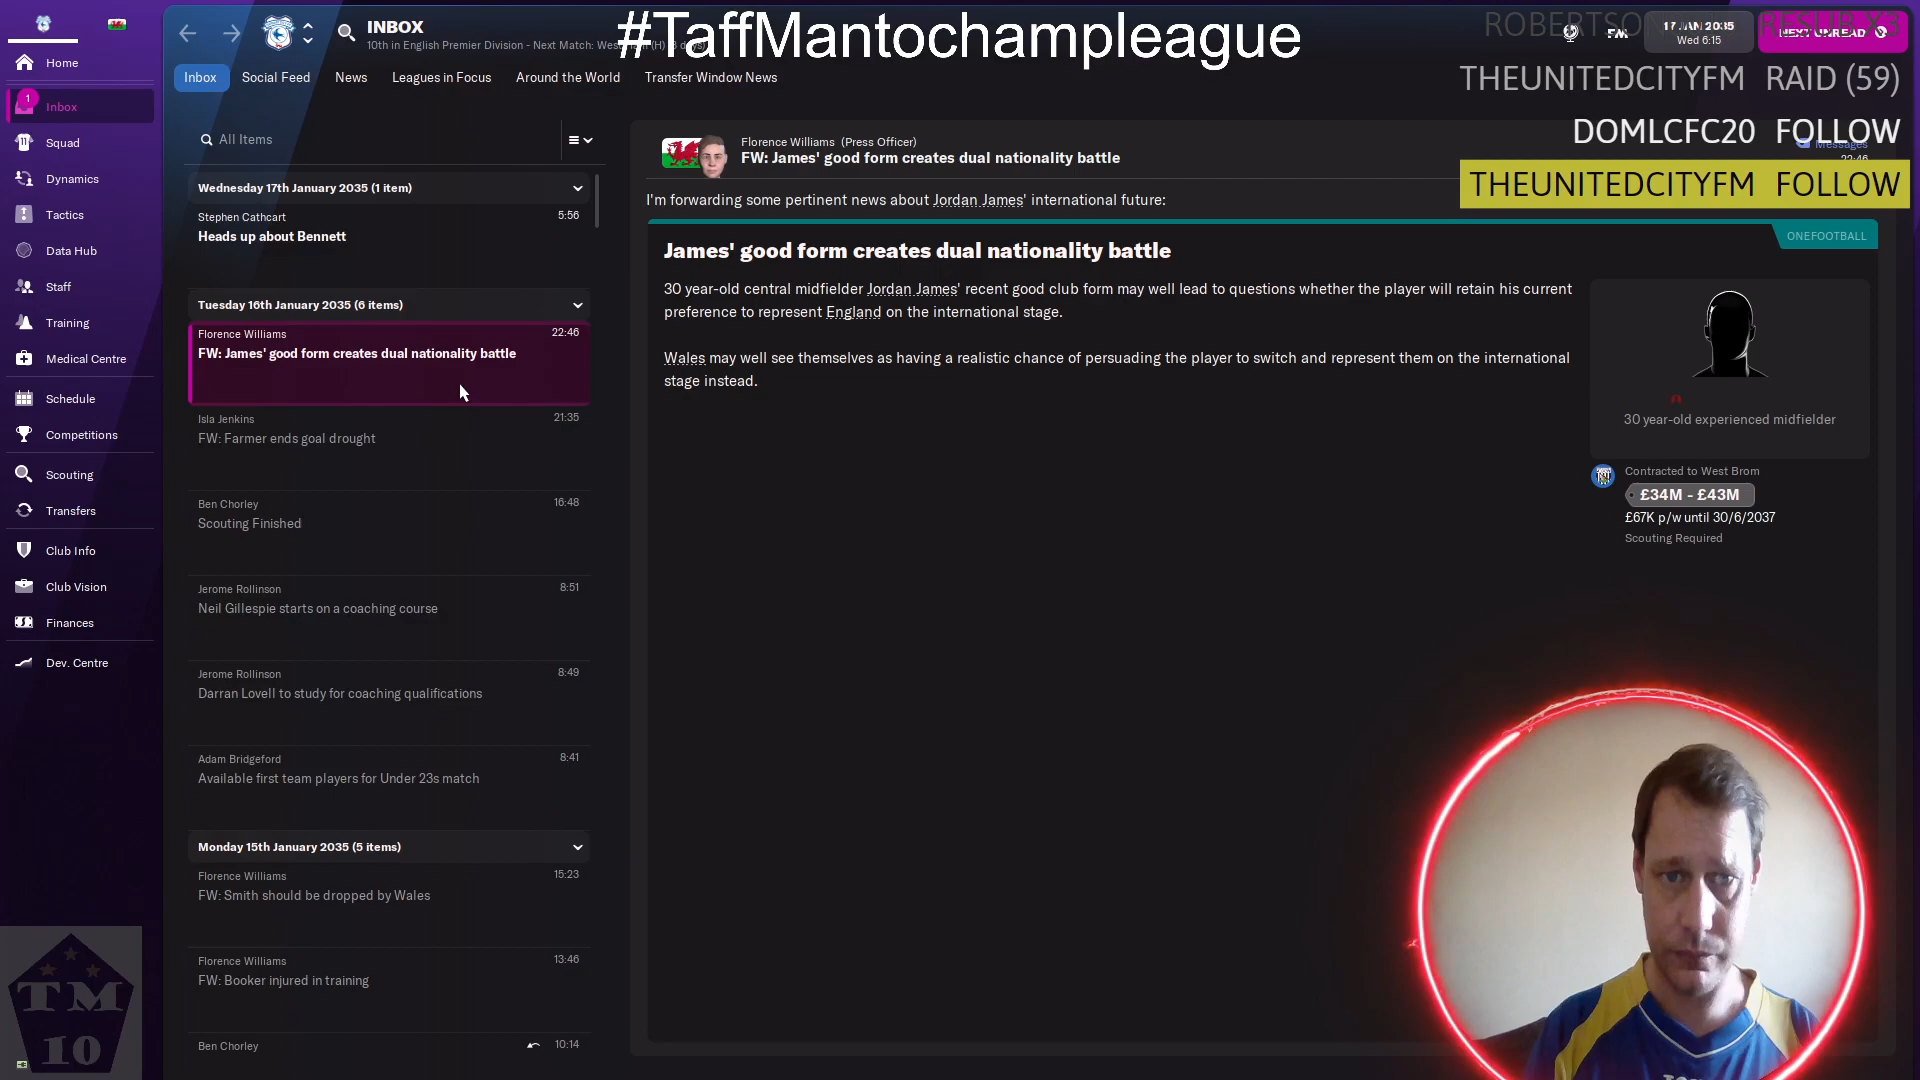 INBOX
10th in English Premier Division - Next Match:
#TaffMantochampleague
17 JAN 2035
Wed 6:15
NEXT UNREAD
RESUB X3
THEUNITEDCITYFM RAID (59)
DOMLCFC20 FOLLOW
THEUNITEDCITYFM FOLLOW
Messages
22:46
Inbox
Social Feed
News
Leagues in Focus
Around the World
Transfer Window News
Home
1
Inbox
Squad
Dynamics
Tactics
Data Hub
Staff
Training
Medical Centre
Schedule
Competitions
Scouting
Transfers
Club Info
Club Vision
Finances
Dev. Centre
TM
10
All Items
Wednesday 17th January 2035 (1 item)
Stephen Cathcart 5:56
Heads up about Bennett
Tuesday 16th January 2035 (6 items)
Florence Williams 22:46
FW: James' good form creates dual nationality battle
Isla Jenkins 21:35
FW: Farmer ends goal drought
Ben Chorley 16:48
Scouting Finished
Jerome Rollinson 8:51
Neil Gillespie starts on a coaching course
Jerome Rollinson 8:49
Darran Lovell to study for coaching qualifications
Adam Bridgeford 8:41
Available first team players for Under 23s match
Monday 15th January 2035 (5 items)
Florence Williams 15:23
FW: Smith should be dropped by Wales
Florence Williams 13:46
FW: Booker injured in training
Ben Chorley 10:14
Florence Williams (Press Officer)
FW: James' good form creates dual nationality battle
I'm forwarding some pertinent news about Jordan James' international future:
ONEFOOTBALL
James' good form creates dual nationality battle
30 year-old central midfielder Jordan James' recent good club form may well lead to questions whether the player will retain his current
preference to represent England on the international stage.
Wales may well see themselves as having a realistic chance of persuading the player to switch and represent them on the international
stage instead.
30 year-old experienced midfielder
Contracted to West Brom
£34M - £43M
£67K p/w until 30/6/2037
Scouting Required